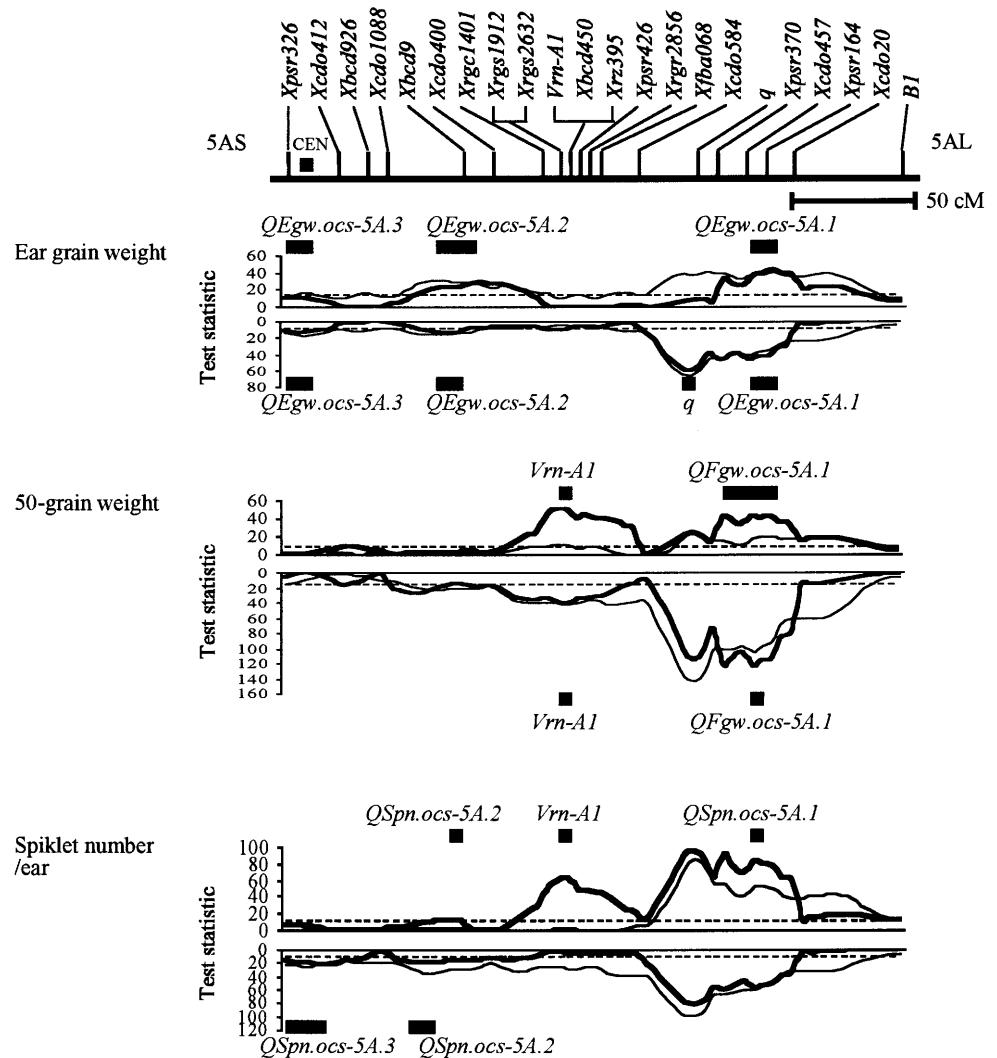 Xpsr326
Xcdo412
Xbcd926
Xcdo1088
Xbcd9
Xcdo400
Xrgc1401
Xrgs1912
Xrgs2632
Vrn-A1
Xbcd450
Xrz395
Xpsr426
Xrgr2856
Xfba068
Xcdo584
q
Xpsr370
Xcdo457
Xpsr164
Xcdo20
B1
5AS CEN 5AL
50 cM
QEgw.ocs-5A.3 QEgw.ocs-5A.2 QEgw.ocs-5A.1
Ear grain weight
Test statistic
60
40
20
0
0
20
40
60
80
QEgw.ocs-5A.3 QEgw.ocs-5A.2 q QEgw.ocs-5A.1
Vrn-A1 QFgw.ocs-5A.1
50-grain weight
Test statistic
60
40
20
0
0
20
40
60
80
100
120
140
160
Vrn-A1 QFgw.ocs-5A.1
QSpn.ocs-5A.2 Vrn-A1 QSpn.ocs-5A.1
Spiklet number
/ear
Test statistic
100
80
60
40
20
0
0
20
40
60
80
100
120
QSpn.ocs-5A.3 QSpn.ocs-5A.2